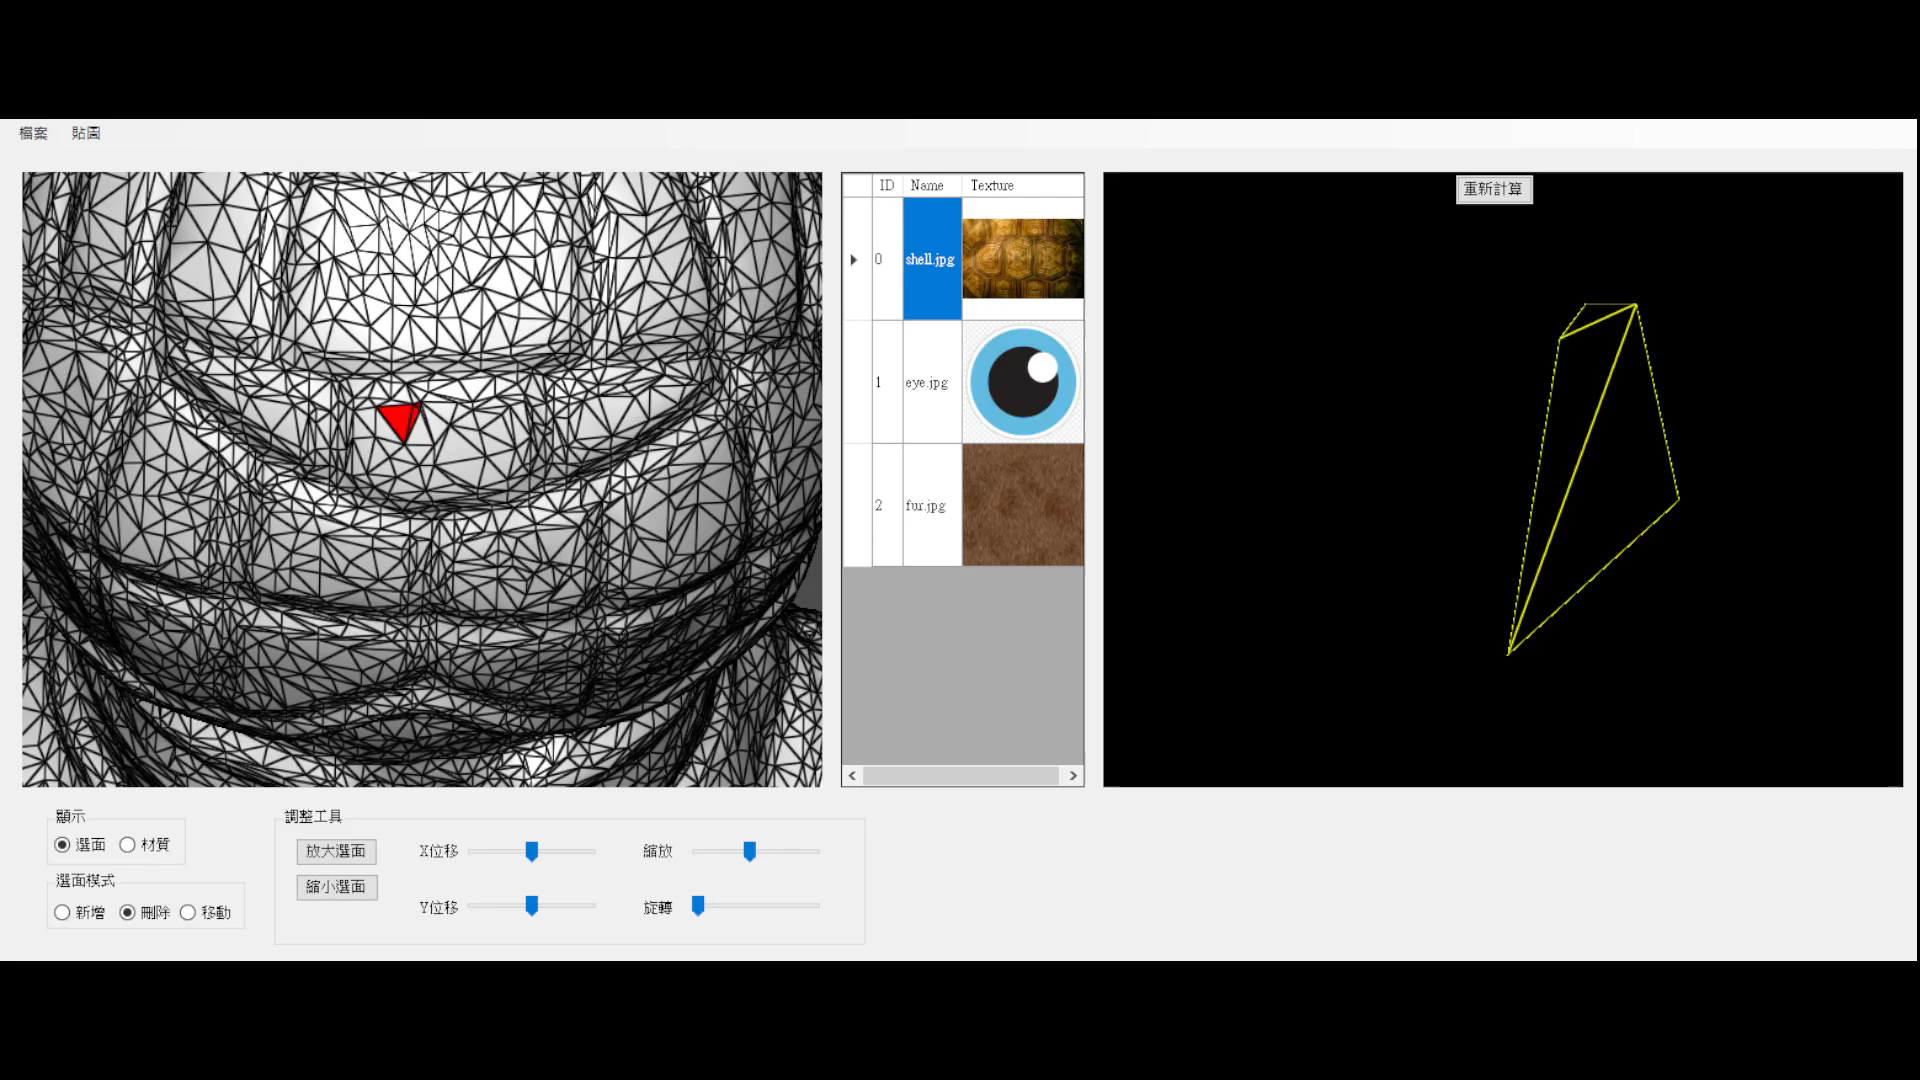 檔案 貼圖
ID Name Texture
0 shell.jpg
1 eye.jpg
2 fur.jpg
重新計算
顯示
選面 材質
選面模式
新增 刪除 移動
調整工具
放大選面
縮小選面
X位移
Y位移
縮放
旋轉